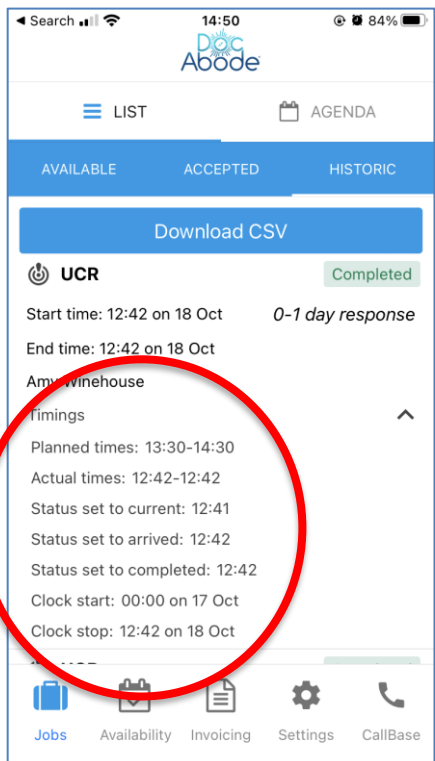 Search 14:50 84%
Doc
Abode
LIST AGENDA
AVAILABLE ACCEPTED HISTORIC
Download CSV
UCR Completed
Start time: 12:42 on 18 Oct 0-1 day response
End time: 12:42 on 18 Oct
Amy Winehouse
Timings
Planned times: 13:30-14:30
Actual times: 12:42-12:42
Status set to current: 12:41
Status set to arrived: 12:42
Status set to completed: 12:42
Clock start: 00:00 on 17 Oct
Clock stop: 12:42 on 18 Oct
Jobs Availability Invoicing Settings CallBase